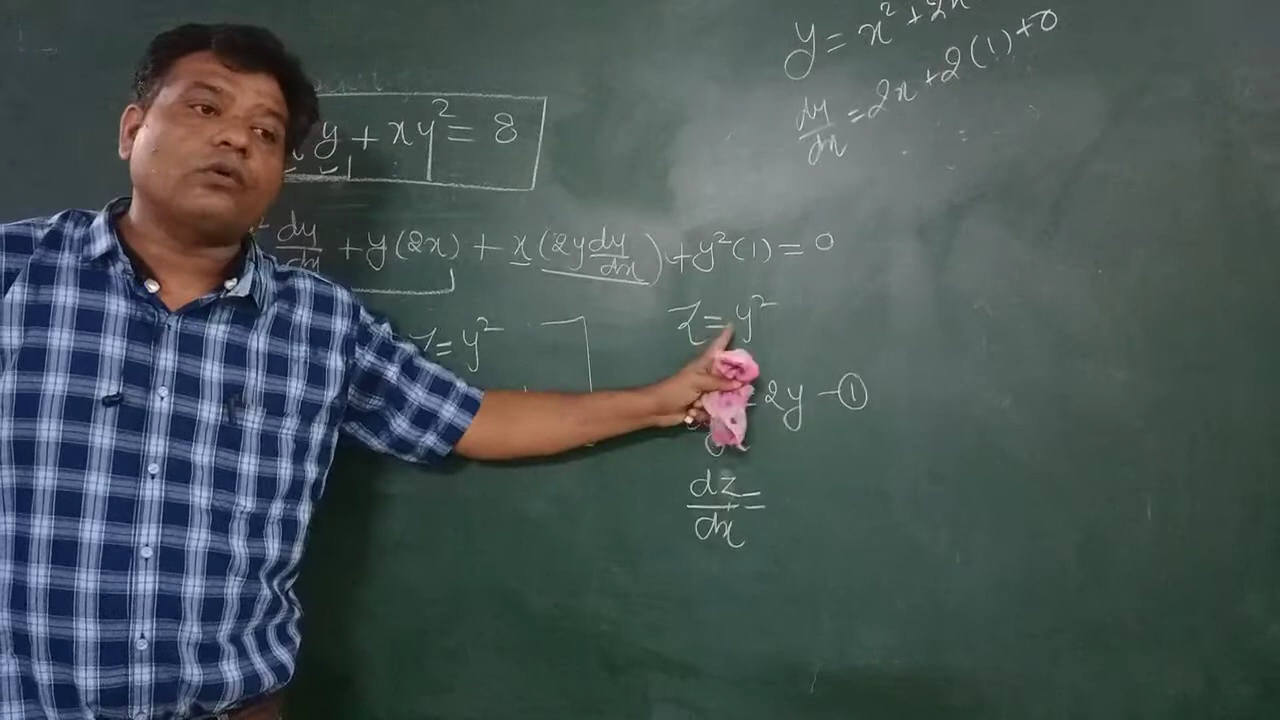 y = x² + 2x
dy/dx = 2x + 2(1) + 0
y + xy² = 8
dy/dx + y(2x) + x(2y dy/dx) + y²(1) = 0
z = y²
z = y²
= 2y — ①
dz/dx =